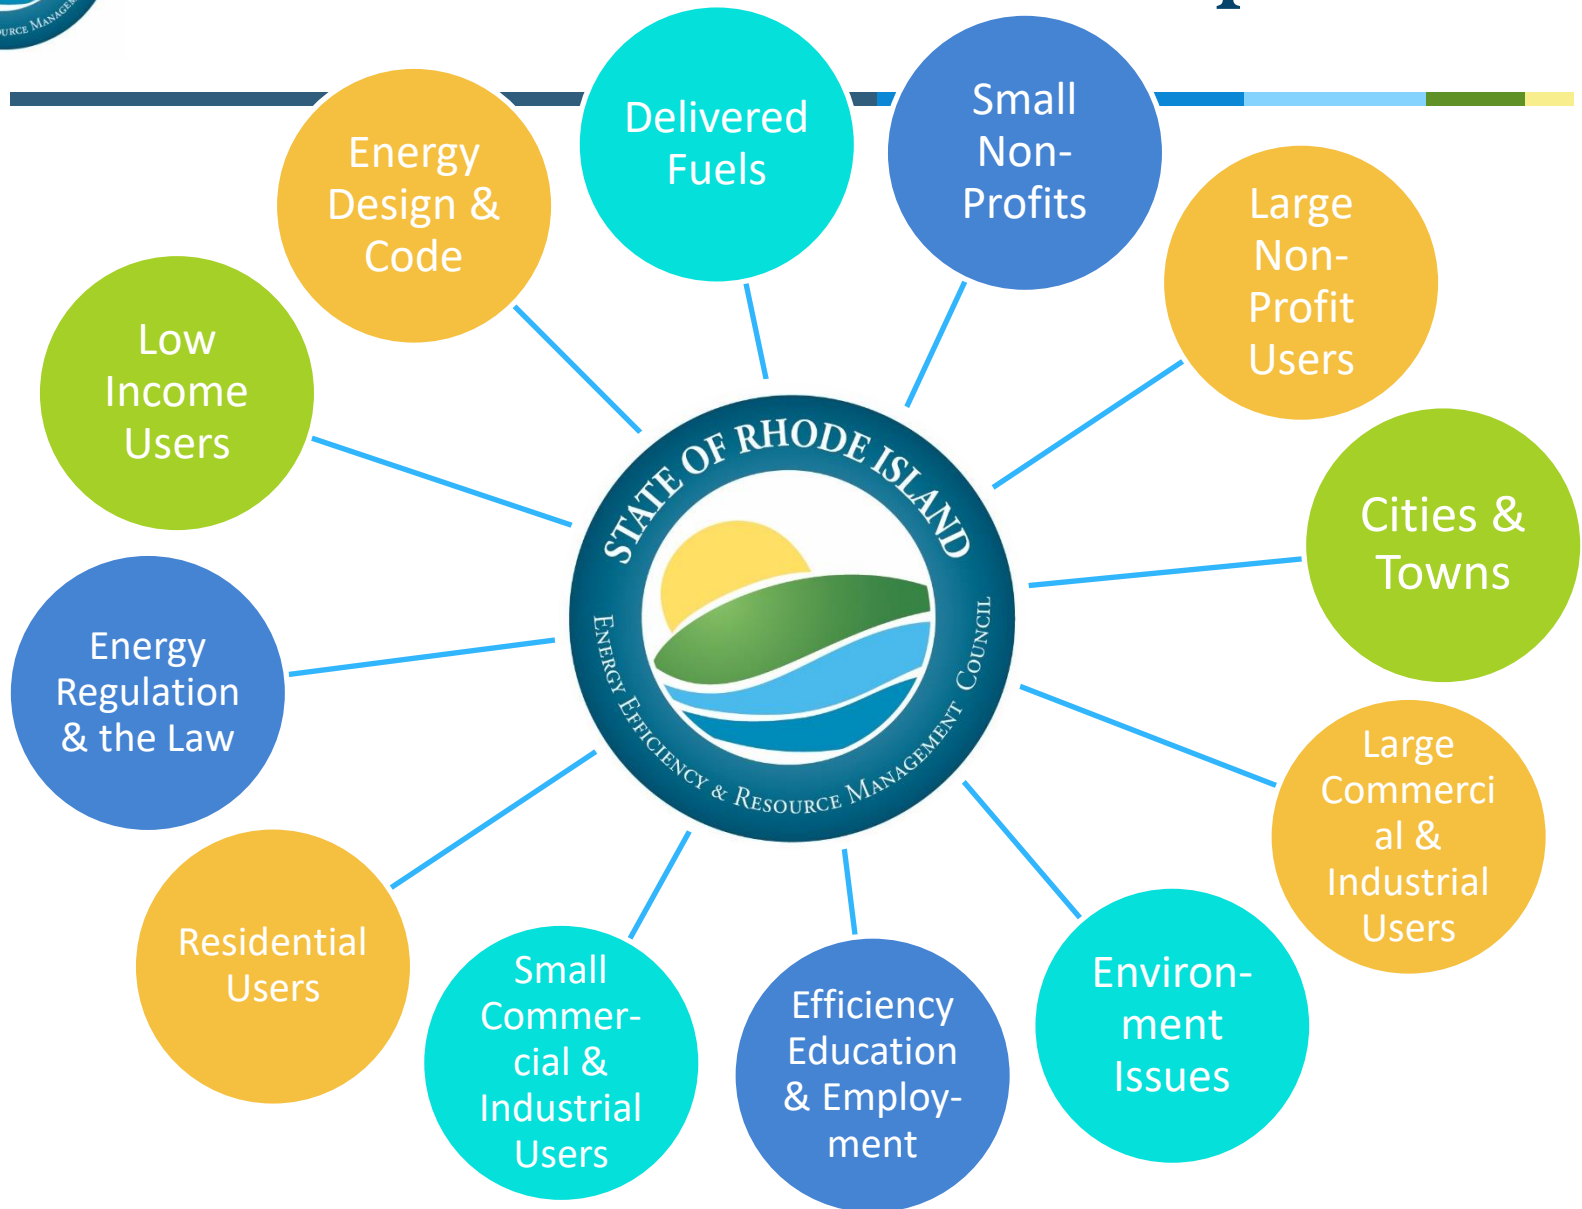 Delivered
Fuels
Small
Non-
Profits
Large
Non-
Profit
Users
Cities &
Towns
Large
Commerci
al &
Industrial
Users
Environ-
ment
Issues
Efficiency
Education
& Employ-
ment
Small
Commer-
cial &
Industrial
Users
Residential
Users
Energy
Regulation
& the Law
Low
Income
Users
Energy
Design &
Code
STATE OF RHODE ISLAND
ENERGY EFFICIENCY & RESOURCE MANAGEMENT COUNCIL